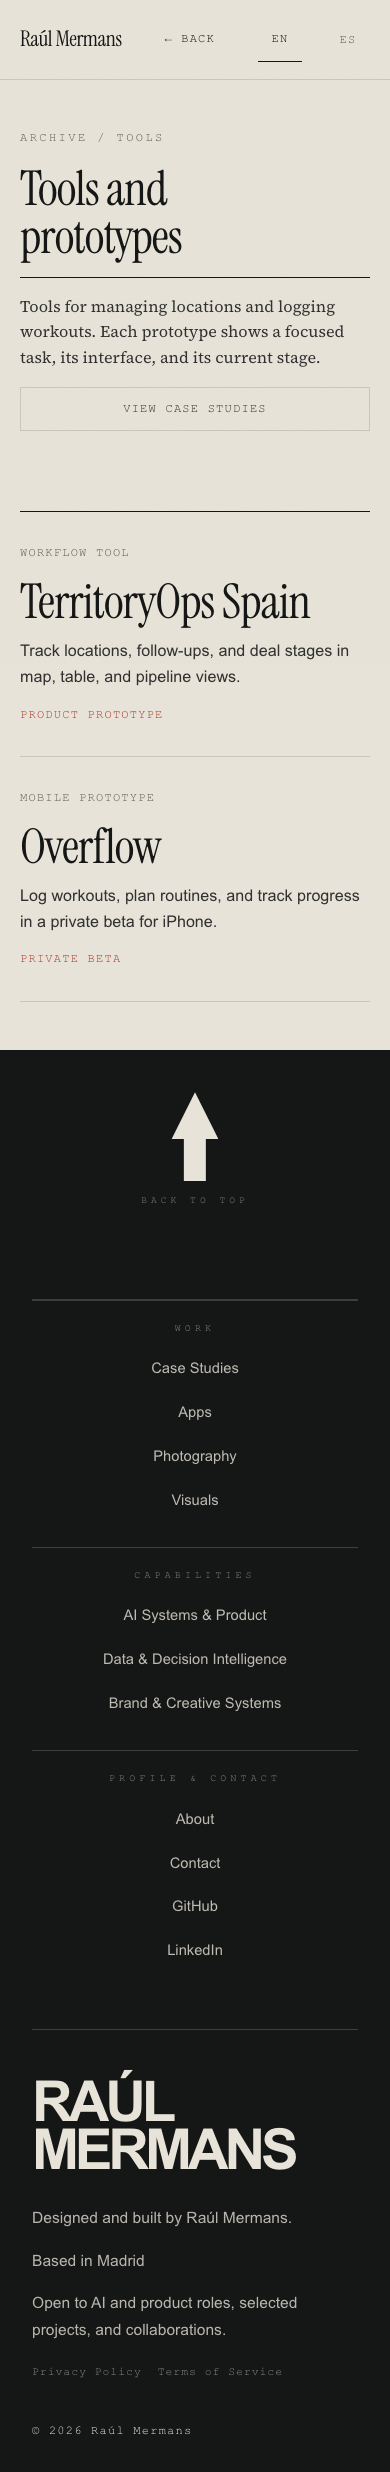 Raúl Mermans
← BACK
EN
ES
ARCHIVE / TOOLS
Tools and
prototypes
Tools for managing locations and logging
workouts. Each prototype shows a focused
task, its interface, and its current stage.
VIEW CASE STUDIES
WORKFLOW TOOL
TerritoryOps Spain
Track locations, follow-ups, and deal stages in
map, table, and pipeline views.
PRODUCT PROTOTYPE
MOBILE PROTOTYPE
Overflow
Log workouts, plan routines, and track progress
in a private beta for iPhone.
PRIVATE BETA
BACK TO TOP
WORK
Case Studies
Apps
Photography
Visuals
CAPABILITIES
AI Systems & Product
Data & Decision Intelligence
Brand & Creative Systems
PROFILE & CONTACT
About
Contact
GitHub
LinkedIn
RAÚL
MERMANS
Designed and built by Raúl Mermans.
Based in Madrid
Open to AI and product roles, selected
projects, and collaborations.
Privacy Policy Terms of Service
© 2026 Raúl Mermans